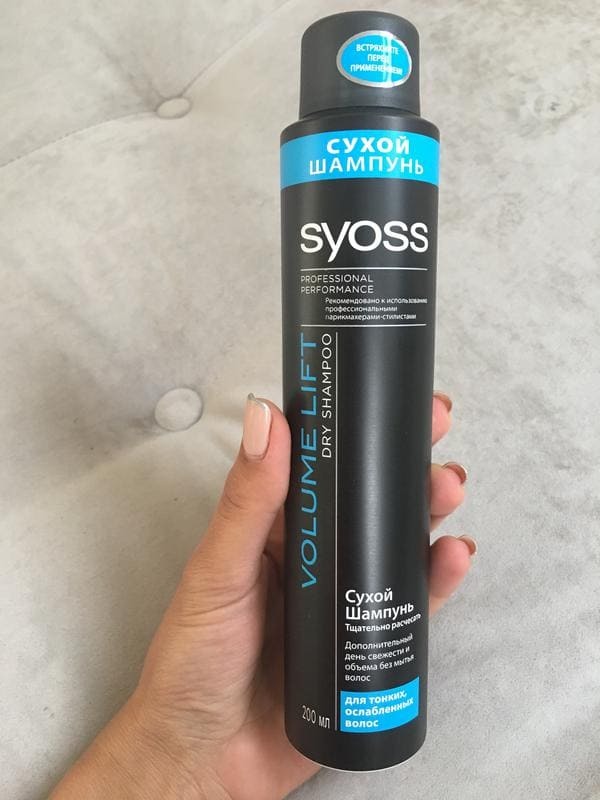 ВСТРЯХНИТЕ
ПЕРЕД
ПРИМЕНЕНИЕМ!
СУХОЙ
ШАМПУНЬ
syoss
PROFESSIONAL
PERFORMANCE
Рекомендовано к использованию
профессиональными
парикмахерами-стилистами
VOLUME LIFT
DRY SHAMPOO
Сухой
Шампунь
Тщательно расчесать
Дополнительный
день свежести и
объема без мытья
волос
для тонких,
ослабленных
волос
200 мл